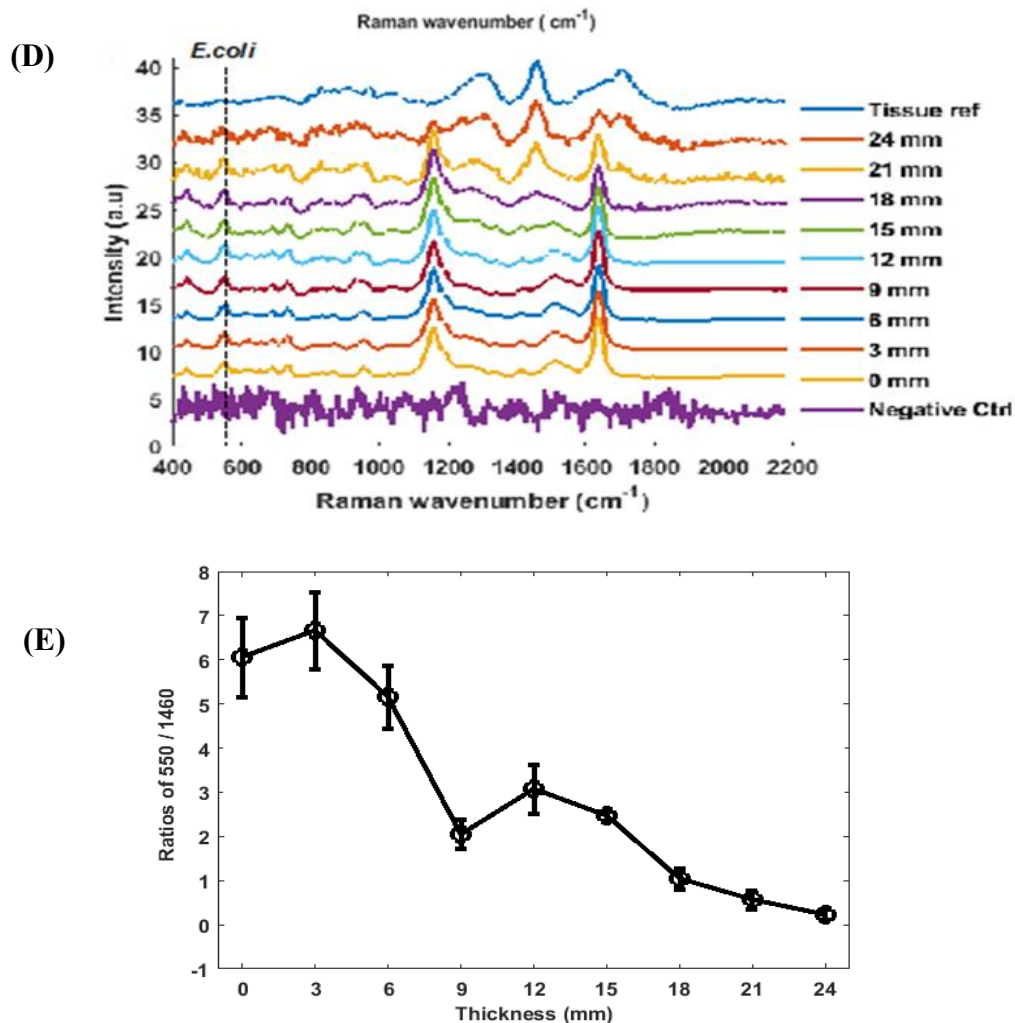 Raman wavenumber ( cm-1)
(D)
E.coli
40
35
30
25
20
15
10
5
0
Intensity (a.u)
400 600 800 1000 1200 1400 1600 1800 2000 2200
Raman wavenumber (cm-1)
Tissue ref
24 mm
21 mm
18 mm
15 mm
12 mm
9 mm
6 mm
3 mm
0 mm
Negative Ctrl
(E)
8
7
6
5
4
3
2
1
0
-1
Ratios of 550 / 1460
0 3 6 9 12 15 18 21 24
Thickness (mm)